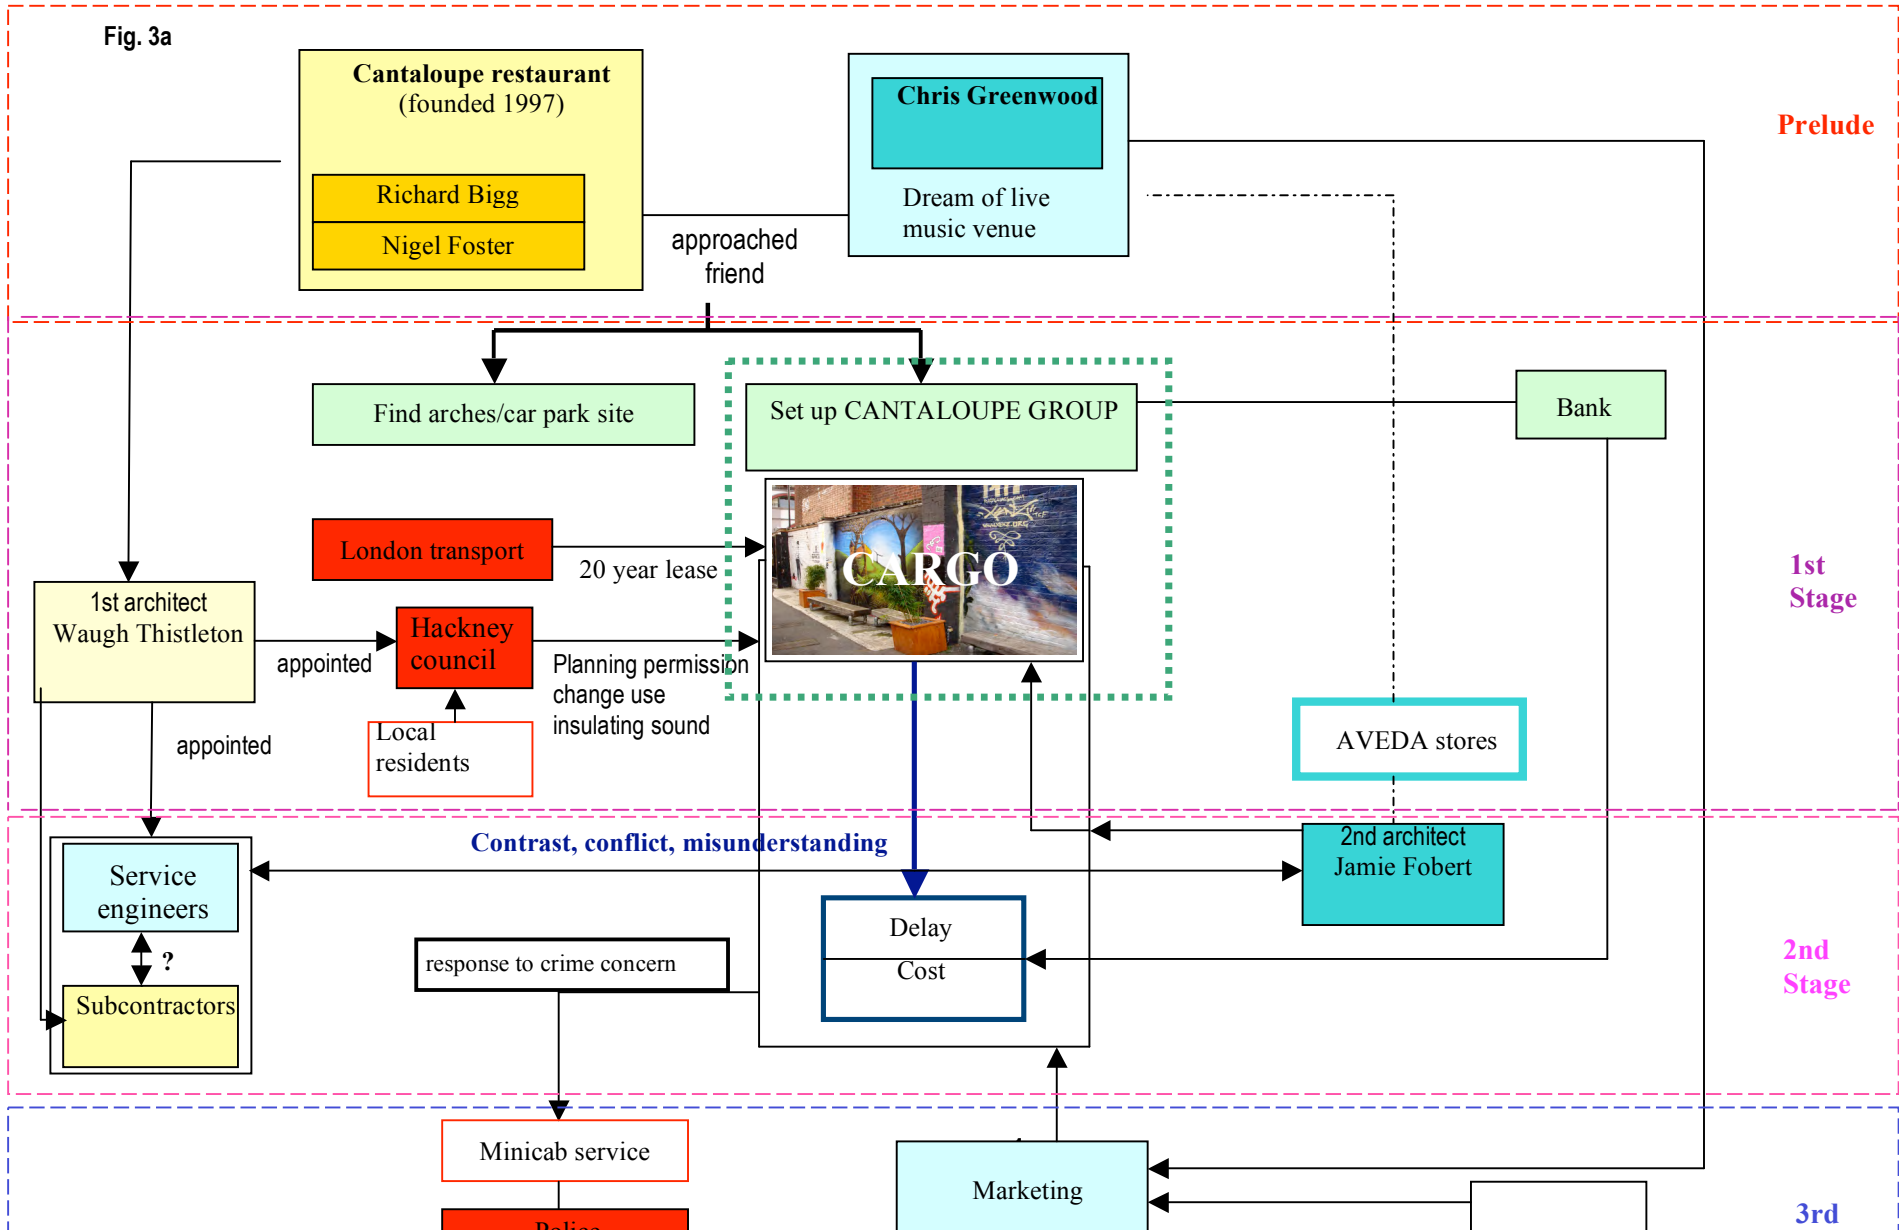 Fig. 3a
Cantaloupe restaurant
(founded 1997)
Richard Bigg
Nigel Foster
approached
friend
Chris Greenwood
Dream of live
music venue
Prelude
Find arches/car park site
Set up CANTALOUPE GROUP
Bank
London transport
20 year lease
CARGO
1st
Stage
1st architect
Waugh Thistleton
appointed
Hackney
council
Planning permission
change use
insulating sound
Local
residents
appointed
AVEDA stores
Contrast, conflict, misunderstanding
2nd architect
Jamie Fobert
Service
engineers
?
Subcontractors
response to crime concern
Delay
Cost
2nd
Stage
Minicab service
Police
Marketing
3rd